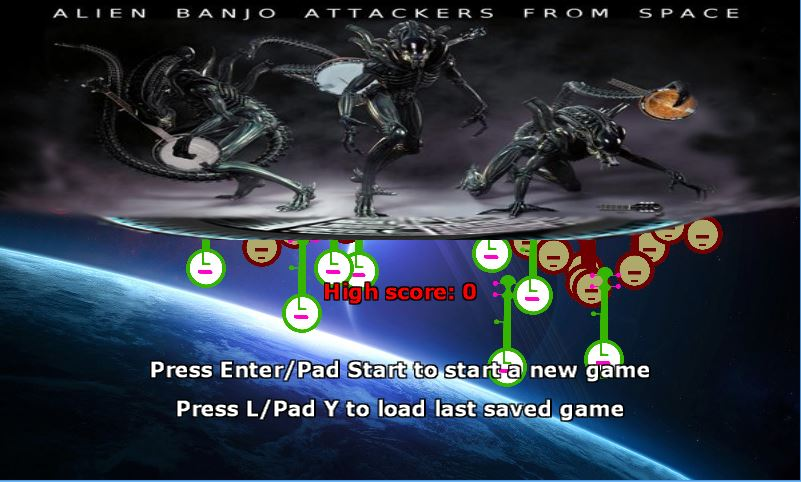 ALIEN BANJO ATTACKERS FROM SPACE
High score: 0
Press Enter/Pad Start to start a new game
Press L/Pad Y to load last saved game